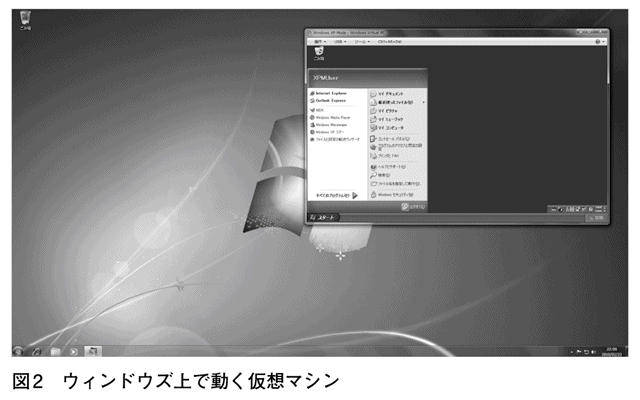 ごみ箱
Windows XP Mode - Windows Virtual PC
操作 USB ツール Ctrl+Alt+Del
ごみ箱
XPMUser
Internet Explorer
Outlook Express
MSN
Windows Media Player
Windows Messenger
Windows XP ツアー
ファイルと設定の転送ウィザード
すべてのプログラム(P)
マイ ドキュメント
最近使ったファイル(D)
マイ ピクチャ
マイ ミュージック
マイ コンピュータ
コントロール パネル(C)
プログラムのアクセスと既定の設定
プリンタと FAX
ヘルプとサポート(H)
検索(S)
ファイル名を指定して実行(R)...
Windows セキュリティ(W)
スタート
図2 ウィンドウズ上で動く仮想マシン